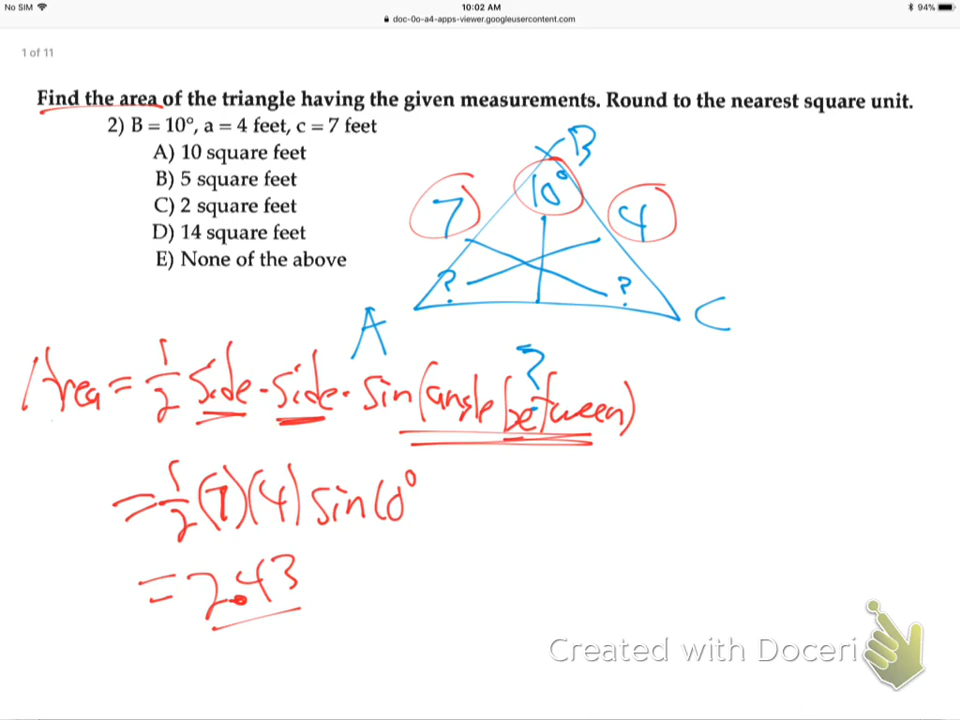 No SIM 10:02 AM 94%
doc-0o-a4-apps-viewer.googleusercontent.com
1 of 11
Find the area of the triangle having the given measurements. Round to the nearest square unit.
2) B = 10°, a = 4 feet, c = 7 feet
A) 10 square feet
B) 5 square feet
C) 2 square feet
D) 14 square feet
E) None of the above
B
7 10° 4
? ?
A C
?
Area = 1/2 side · side · sin(angle between)
= 1/2 (7)(4) sin 10°
= 2.43
Created with Doceri